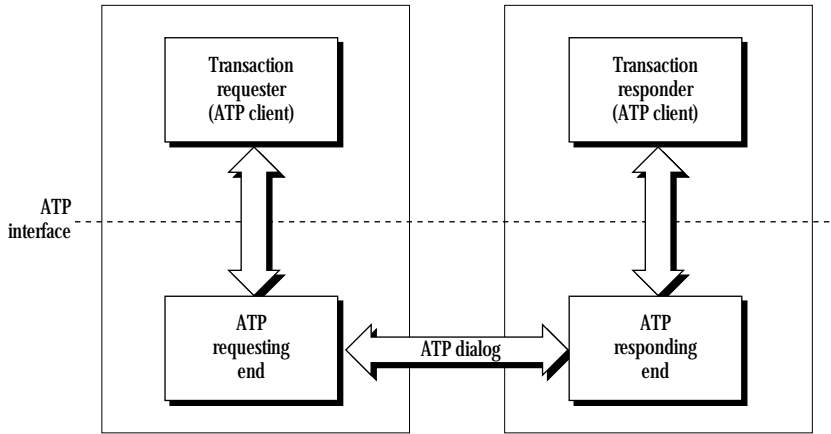 Transaction
requester
(ATP client)
Transaction
responder
(ATP client)
ATP
interface
ATP
requesting
end
ATP dialog
ATP
responding
end